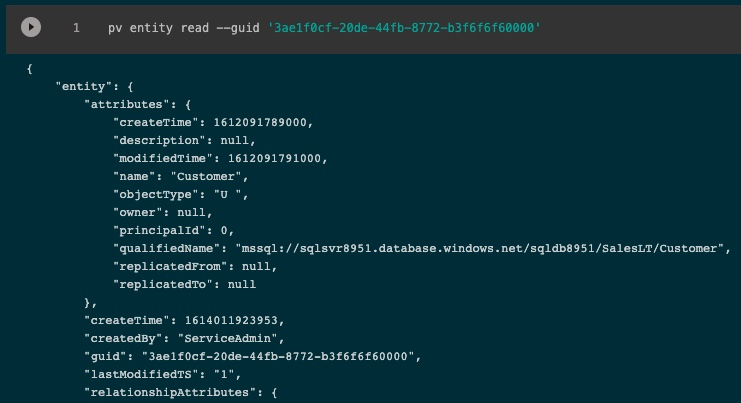 1 pv entity read --guid '3ae1f0cf-20de-44fb-8772-b3f6f6f60000'
{
"entity": {
"attributes": {
"createTime": 1612091789000,
"description": null,
"modifiedTime": 1612091791000,
"name": "Customer",
"objectType": "U ",
"owner": null,
"principalId": 0,
"qualifiedName": "mssql://sqlsvr8951.database.windows.net/sqldb8951/SalesLT/Customer",
"replicatedFrom": null,
"replicatedTo": null
},
"createTime": 1614011923953,
"createdBy": "ServiceAdmin",
"guid": "3ae1f0cf-20de-44fb-8772-b3f6f6f60000",
"lastModifiedTS": "1",
"relationshipAttributes": {